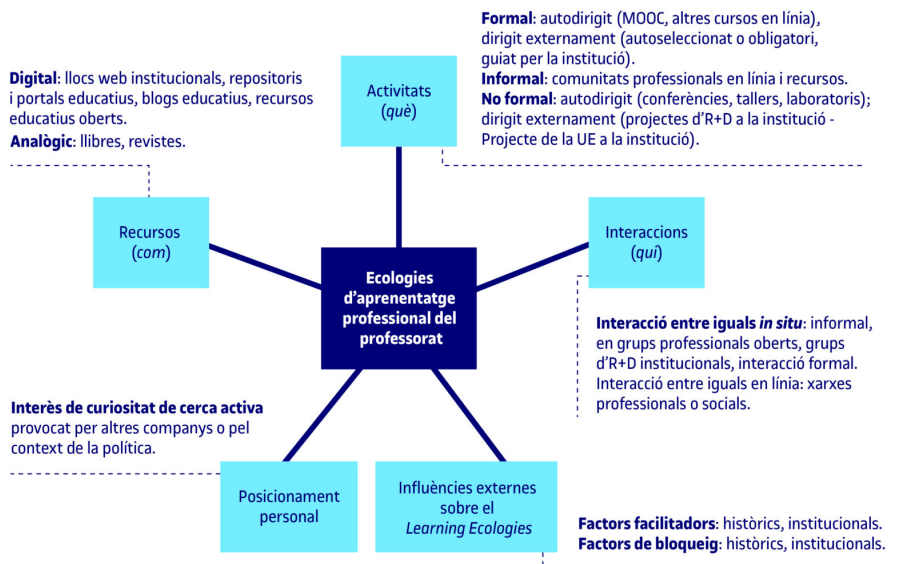 Formal: autodirigit (MOOC, altres cursos en línia),
dirigit externament (autoseleccionat o obligatori,
guiat per la institució).
Informal: comunitats professionals en línia i recursos.
No formal: autodirigit (conferències, tallers, laboratoris);
dirigit externament (projectes d'R+D a la institució -
Projecte de la UE a la institució).
Activitats
(què)
Digital: llocs web institucionals, repositoris
i portals educatius, blogs educatius, recursos
educatius oberts.
Analògic: llibres, revistes.
Recursos
(com)
Interaccions
(qui)
Ecologies
d'aprenentatge
professional del
professorat
Interacció entre iguals in situ: informal,
en grups professionals oberts, grups
d'R+D institucionals, interacció formal.
Interacció entre iguals en línia: xarxes
professionals o socials.
Interès de curiositat de cerca activa
provocat per altres companys o pel
context de la política.
Posicionament
personal
Influències externes
sobre el
Learning Ecologies
Factors facilitadors: històrics, institucionals.
Factors de bloqueig: històrics, institucionals.